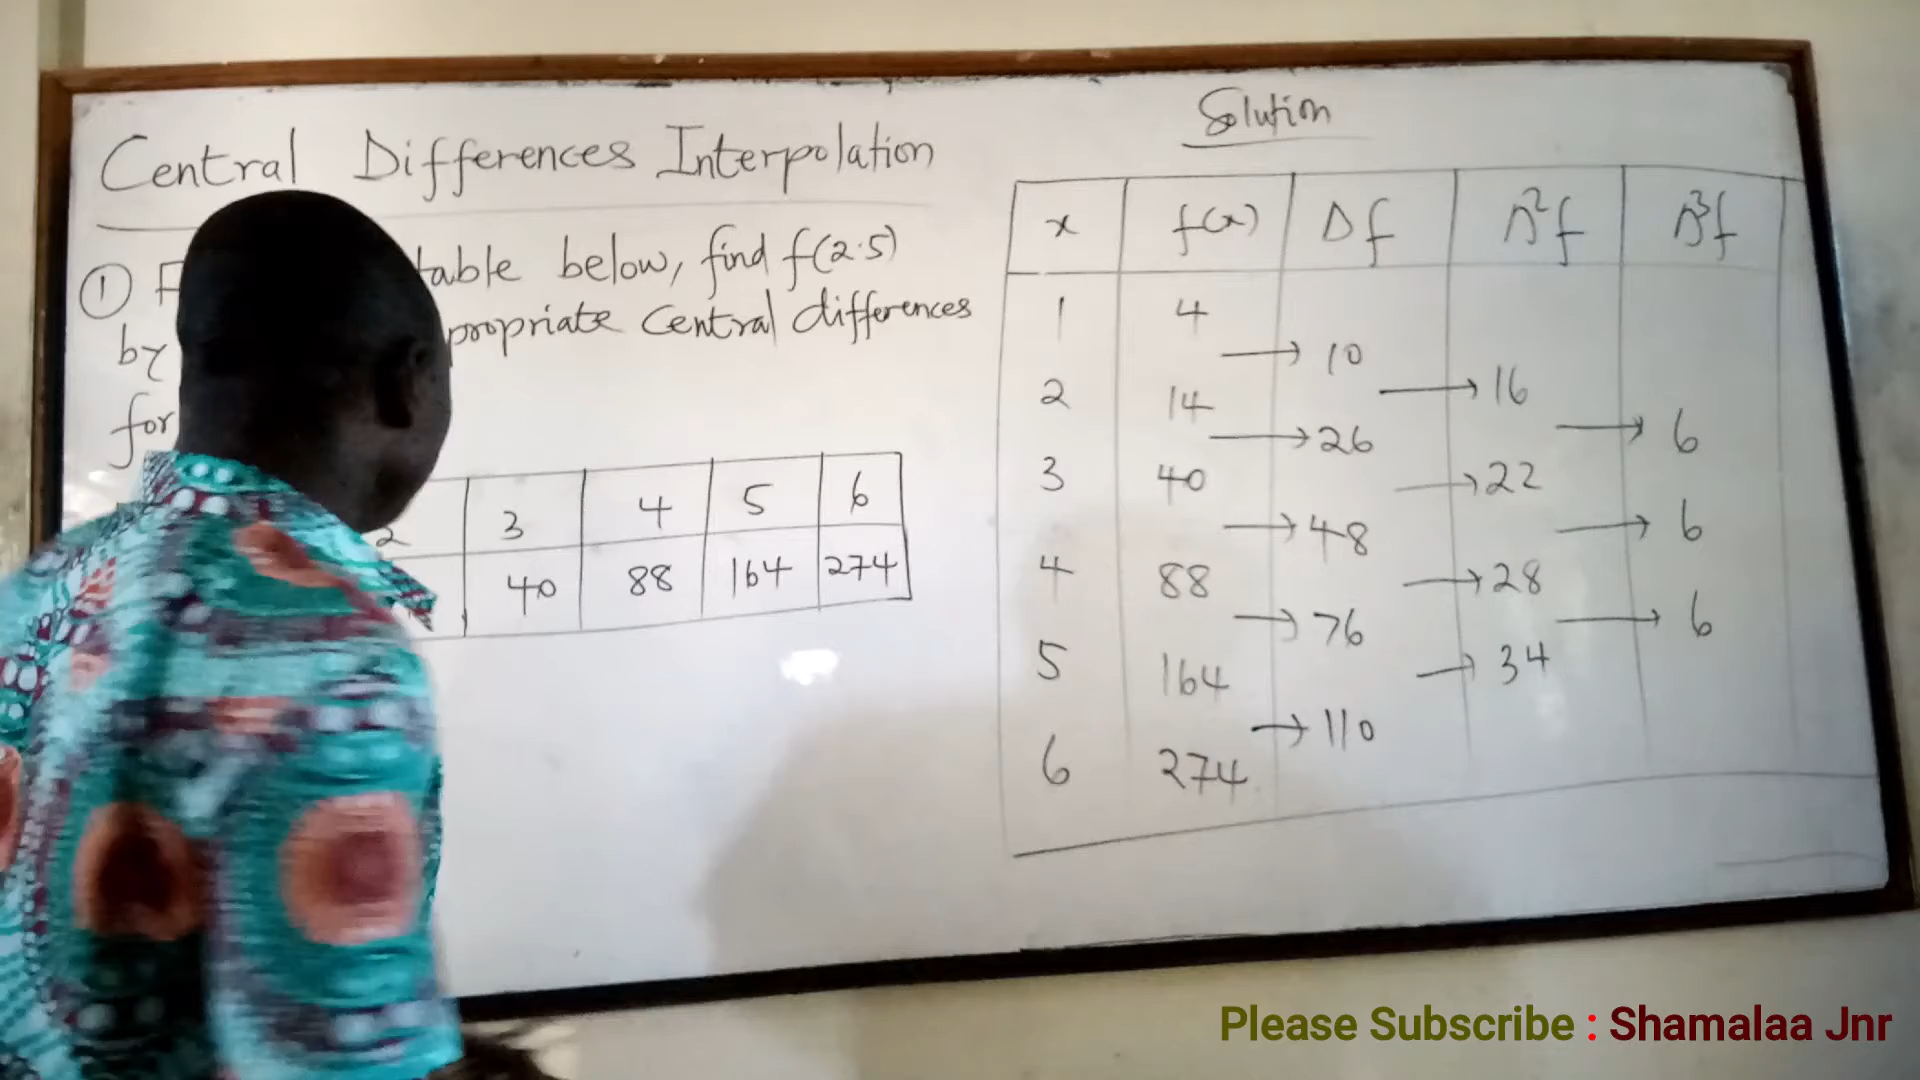 Central Differences Interpolation
① table below, find f(2.5)
by propriate Central differences
for
2 3 4 5 6
40 88 164 274
Solution
x f(x) Δf Δ²f Δ³f
1 4
→ 10
2 14 → 16
→ 26 → 6
3 40 → 22
→ 48 → 6
4 88 → 28
→ 76 → 6
5 164 → 34
→ 110
6 274
Please Subscribe : Shamalaa Jnr